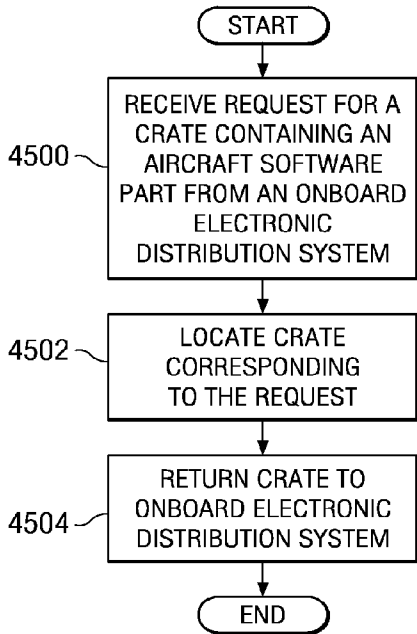 START
4500
RECEIVE REQUEST FOR A
CRATE CONTAINING AN
AIRCRAFT SOFTWARE
PART FROM AN ONBOARD
ELECTRONIC
DISTRIBUTION SYSTEM
4502
LOCATE CRATE
CORRESPONDING
TO THE REQUEST
4504
RETURN CRATE TO
ONBOARD ELECTRONIC
DISTRIBUTION SYSTEM
END